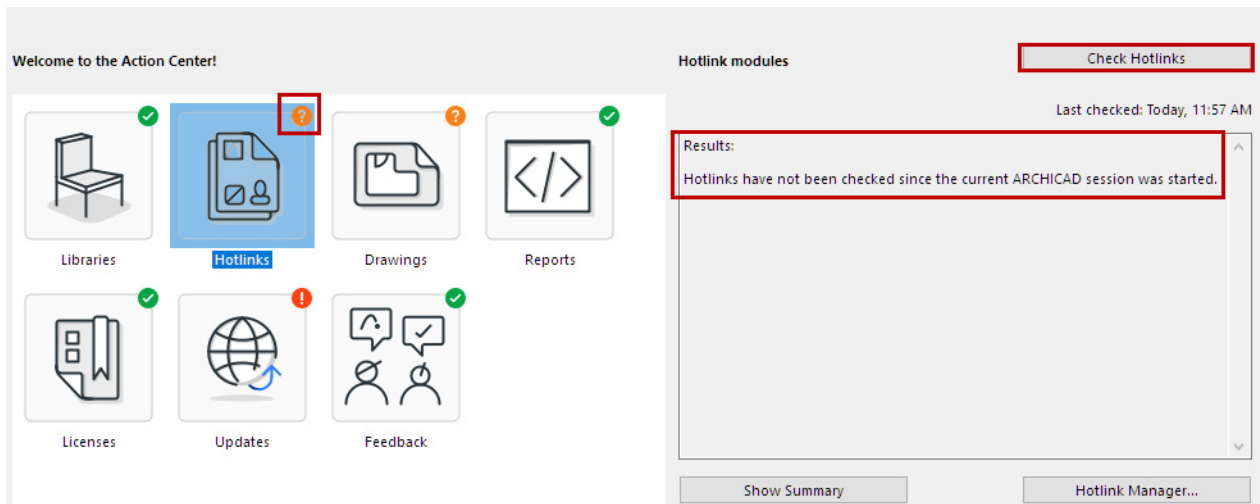 Welcome to the Action Center!
Hotlink modules
Check Hotlinks
Last checked: Today, 11:57 AM
Results:
Hotlinks have not been checked since the current ARCHICAD session was started.
Libraries
Hotlinks
Drawings
Reports
Licenses
Updates
Feedback
Show Summary
Hotlink Manager...